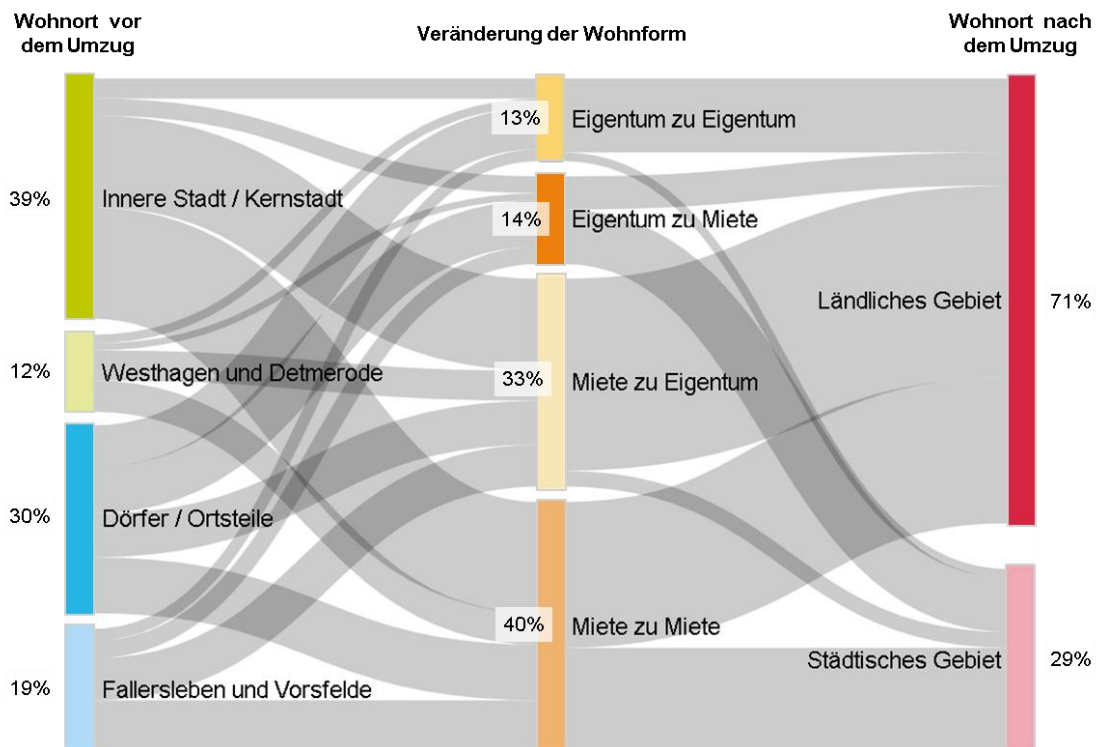 Wohnort vor
dem Umzug
Veränderung der Wohnform
Wohnort nach
dem Umzug
39%
Innere Stadt / Kernstadt
12%
Westhagen und Detmerode
30%
Dörfer / Ortsteile
19%
Fallersleben und Vorsfelde
13%
Eigentum zu Eigentum
14%
Eigentum zu Miete
33%
Miete zu Eigentum
40%
Miete zu Miete
Ländliches Gebiet
71%
Städtisches Gebiet
29%